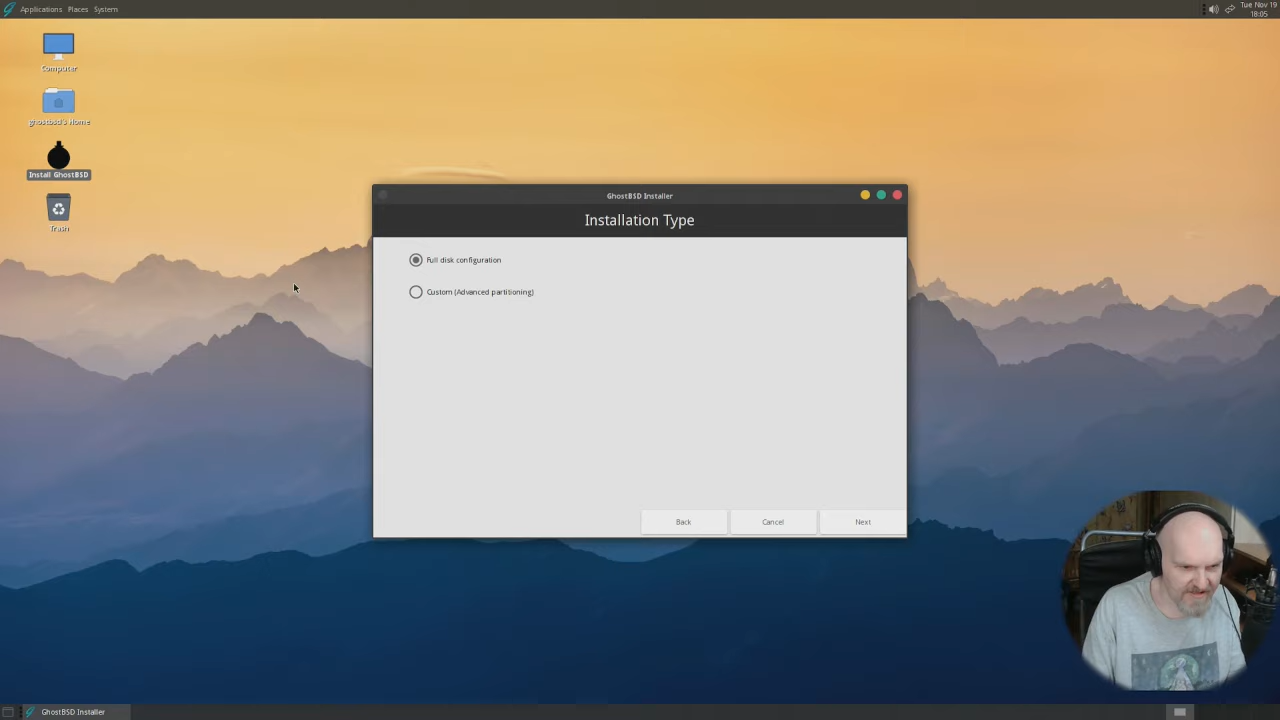 Applications Places System
Tue Nov 19
18:05
Computer
ghostbsd's Home
Install GhostBSD
Trash
GhostBSD Installer
Installation Type
Full disk configuration
Custom (Advanced partitioning)
Back Cancel Next
GhostBSD Installer